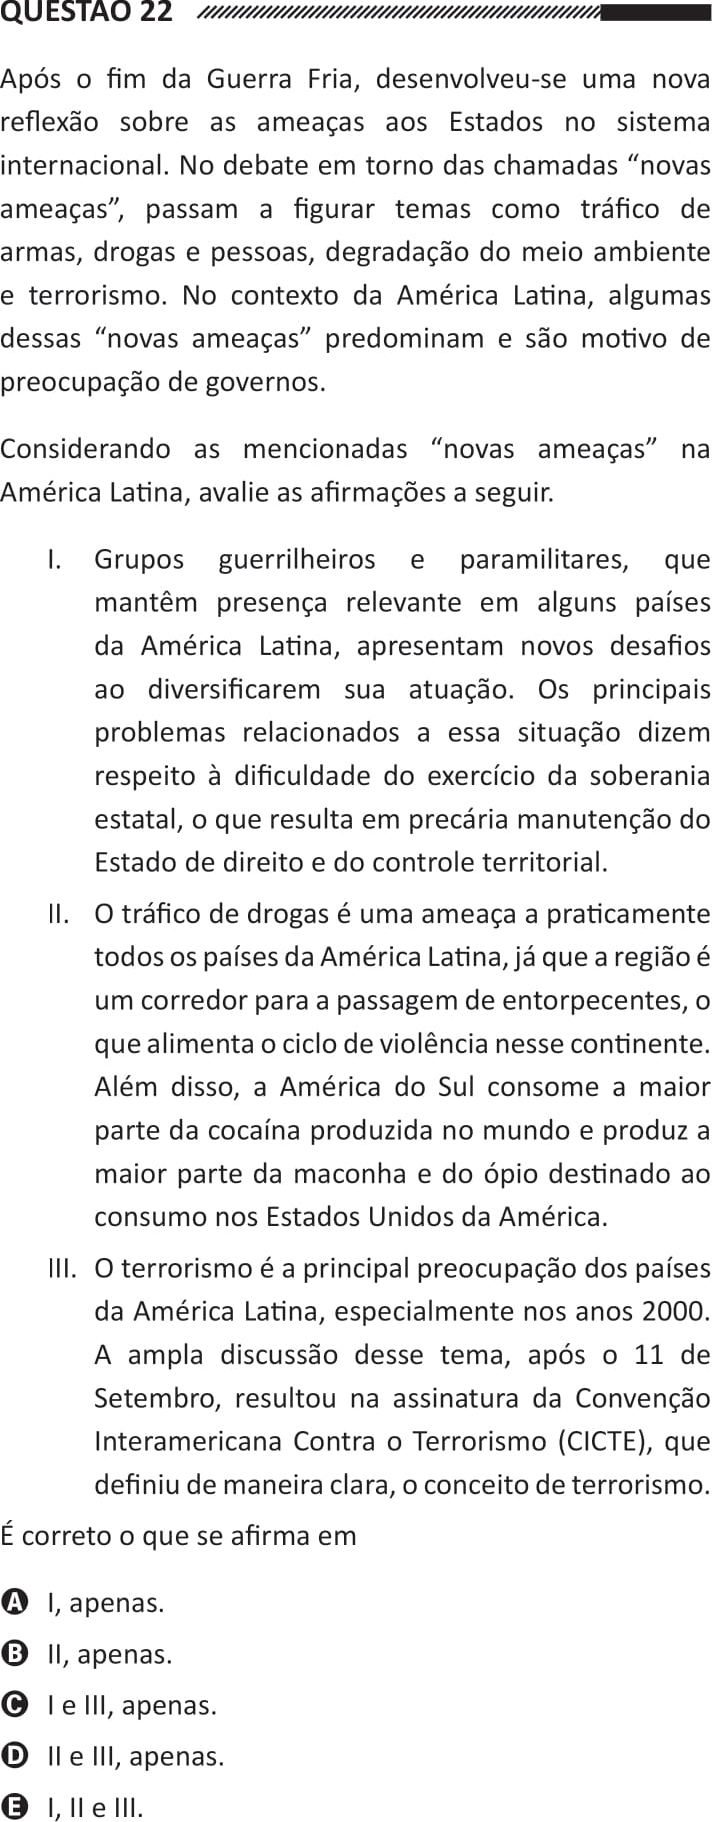 QUESTÃO 22
Após o fim da Guerra Fria, desenvolveu-se uma nova
reflexão sobre as ameaças aos Estados no sistema
internacional. No debate em torno das chamadas “novas
ameaças”, passam a figurar temas como tráfico de
armas, drogas e pessoas, degradação do meio ambiente
e terrorismo. No contexto da América Latina, algumas
dessas “novas ameaças” predominam e são motivo de
preocupação de governos.
Considerando as mencionadas “novas ameaças” na
América Latina, avalie as afirmações a seguir.
I. Grupos guerrilheiros e paramilitares, que
mantêm presença relevante em alguns países
da América Latina, apresentam novos desafios
ao diversificarem sua atuação. Os principais
problemas relacionados a essa situação dizem
respeito à dificuldade do exercício da soberania
estatal, o que resulta em precária manutenção do
Estado de direito e do controle territorial.
II. O tráfico de drogas é uma ameaça a praticamente
todos os países da América Latina, já que a região é
um corredor para a passagem de entorpecentes, o
que alimenta o ciclo de violência nesse continente.
Além disso, a América do Sul consome a maior
parte da cocaína produzida no mundo e produz a
maior parte da maconha e do ópio destinado ao
consumo nos Estados Unidos da América.
III. O terrorismo é a principal preocupação dos países
da América Latina, especialmente nos anos 2000.
A ampla discussão desse tema, após o 11 de
Setembro, resultou na assinatura da Convenção
Interamericana Contra o Terrorismo (CICTE), que
definiu de maneira clara, o conceito de terrorismo.
É correto o que se afirma em
A I, apenas.
B II, apenas.
C I e III, apenas.
D II e III, apenas.
E I, II e III.